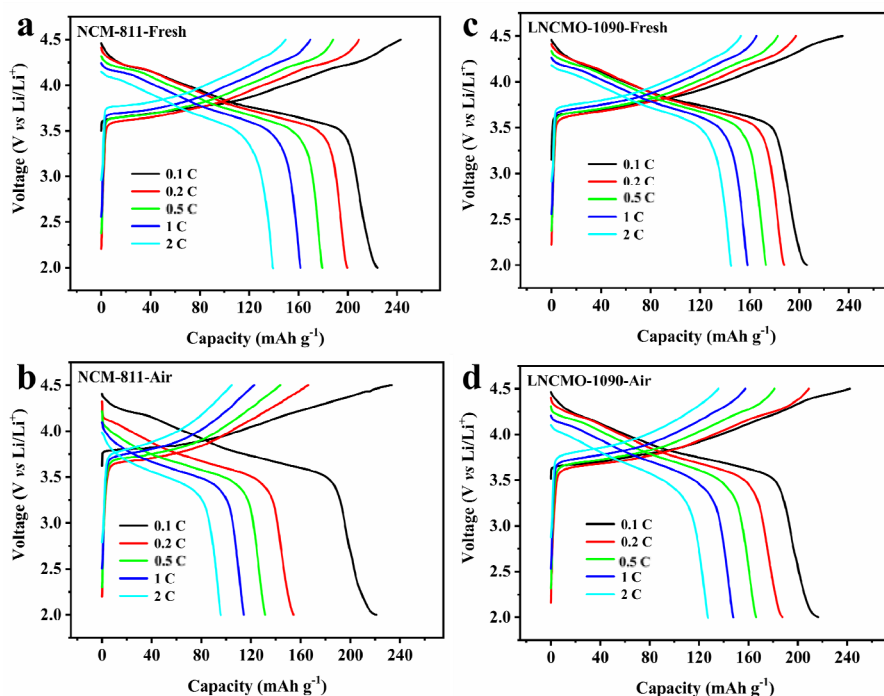 a
NCM-811-Fresh
4.5
4.0
3.5
3.0
2.5
2.0
Voltage (V vs Li/Li⁺)
0.1 C
0.2 C
0.5 C
1 C
2 C
0 40 80 120 160 200 240
Capacity (mAh g⁻¹)
c
LNCMO-1090-Fresh
4.5
4.0
3.5
3.0
2.5
2.0
Voltage (V vs Li/Li⁺)
0.1 C
0.2 C
0.5 C
1 C
2 C
0 40 80 120 160 200 240
Capacity (mAh g⁻¹)
b
NCM-811-Air
4.5
4.0
3.5
3.0
2.5
2.0
Voltage (V vs Li/Li⁺)
0.1 C
0.2 C
0.5 C
1 C
2 C
0 40 80 120 160 200 240
Capacity (mAh g⁻¹)
d
LNCMO-1090-Air
4.5
4.0
3.5
3.0
2.5
2.0
Voltage (V vs Li/Li⁺)
0.1 C
0.2 C
0.5 C
1 C
2 C
0 40 80 120 160 200 240
Capacity (mAh g⁻¹)